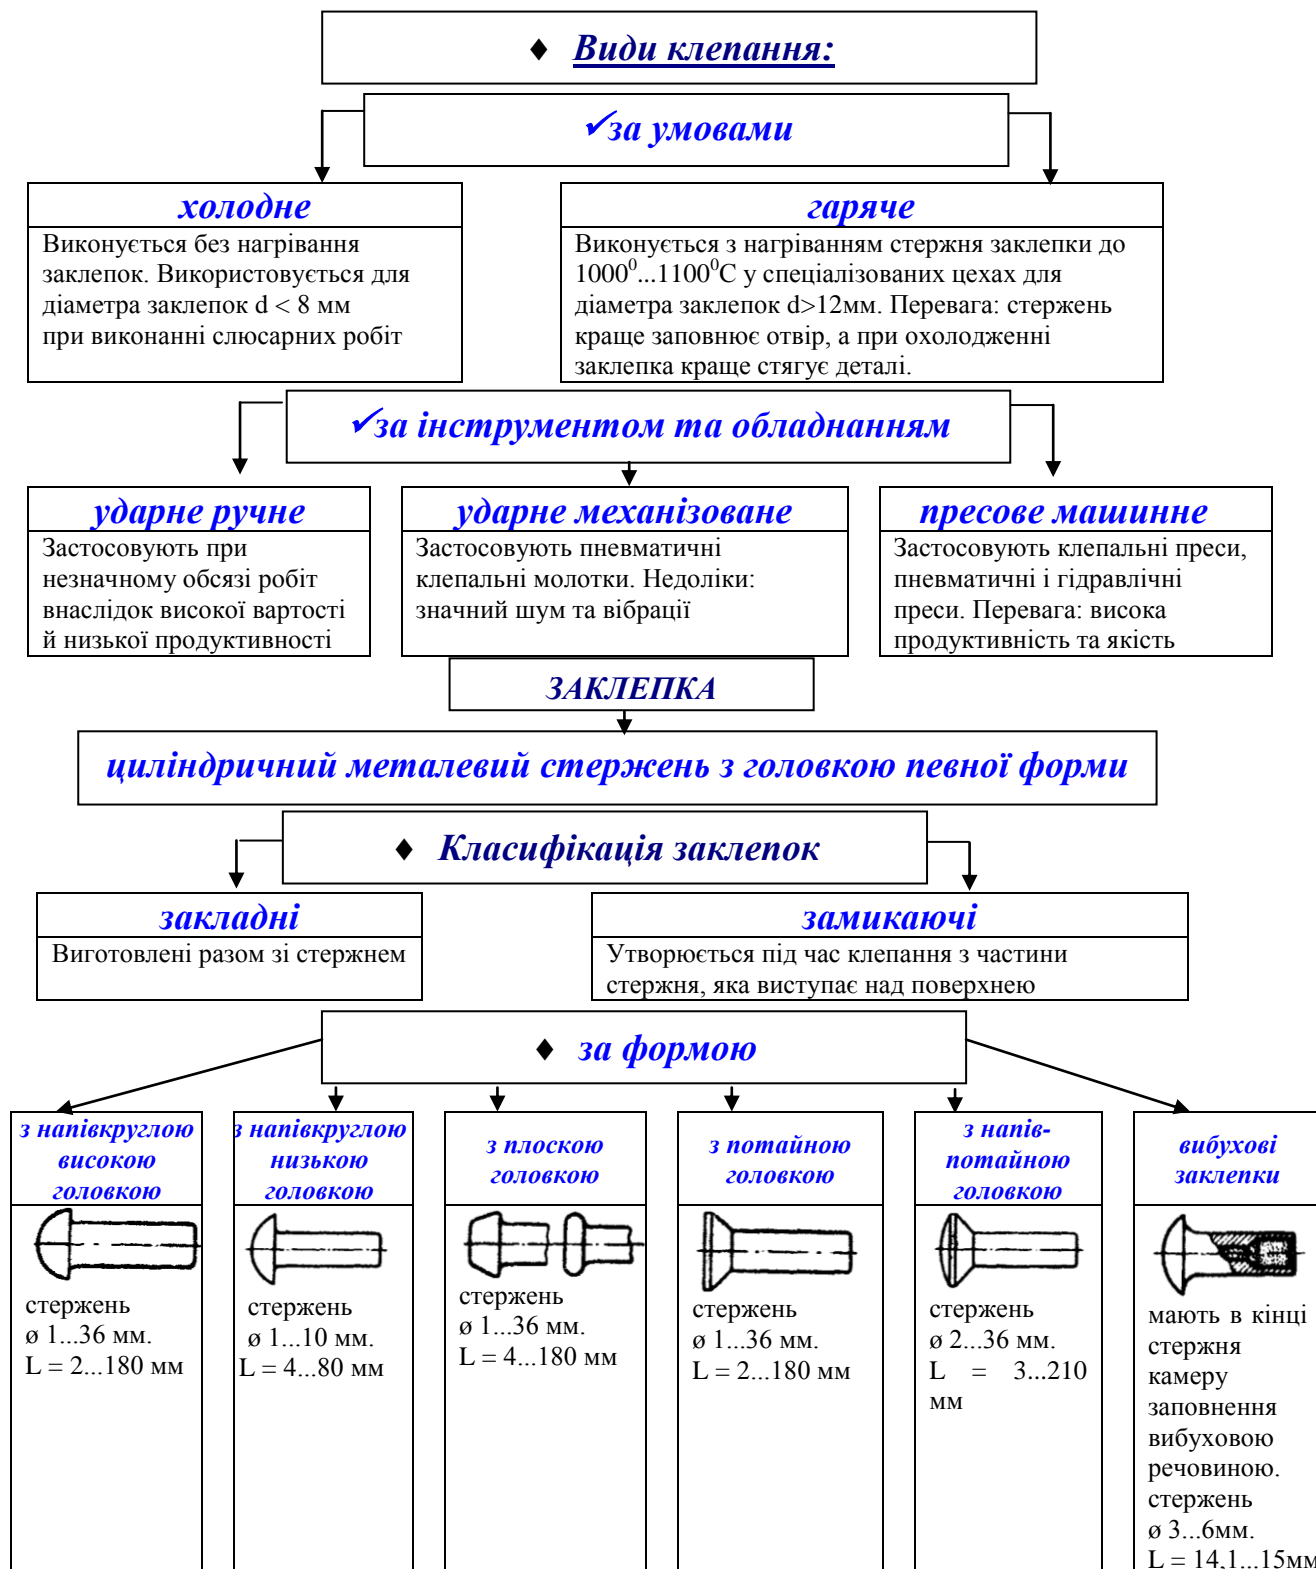 ♦ Види клепання:
✓за умовами
холодне
Виконується без нагрівання
заклепок. Використовується для
діаметра заклепок d < 8 мм
при виконанні слюсарних робіт
гаряче
Виконується з нагріванням стержня заклепки до
1000⁰...1100⁰С у спеціалізованих цехах для
діаметра заклепок d>12мм. Перевага: стержень
краще заповнює отвір, а при охолодженні
заклепка краще стягує деталі.
✓за інструментом та обладнанням
ударне ручне
Застосовують при
незначному обсязі робіт
внаслідок високої вартості
й низької продуктивності
ударне механізоване
Застосовують пневматичні
клепальні молотки. Недоліки:
значний шум та вібрації
пресове машинне
Застосовують клепальні преси,
пневматичні і гідравлічні
преси. Перевага: висока
продуктивність та якість
ЗАКЛЕПКА
циліндричний металевий стержень з головкою певної форми
♦ Класифікація заклепок
закладні
Виготовлені разом зі стержнем
замикаючі
Утворюється під час клепання з частини
стержня, яка виступає над поверхнею
♦ за формою
з напівкруглою
високою
головкою
стержень
ø 1...36 мм.
L = 2...180 мм
з напівкруглою
низькою
головкою
стержень
ø 1...10 мм.
L = 4...80 мм
з плоскою
головкою
стержень
ø 1...36 мм.
L = 4...180 мм
з потайною
головкою
стержень
ø 1...36 мм.
L = 2...180 мм
з напів-
потайною
головкою
стержень
ø 2...36 мм.
L = 3...210
мм
вибухові
заклепки
мають в кінці
стержня
камеру
заповнення
вибуховою
речовиною.
стержень
ø 3...6мм.
L = 14,1...15мм